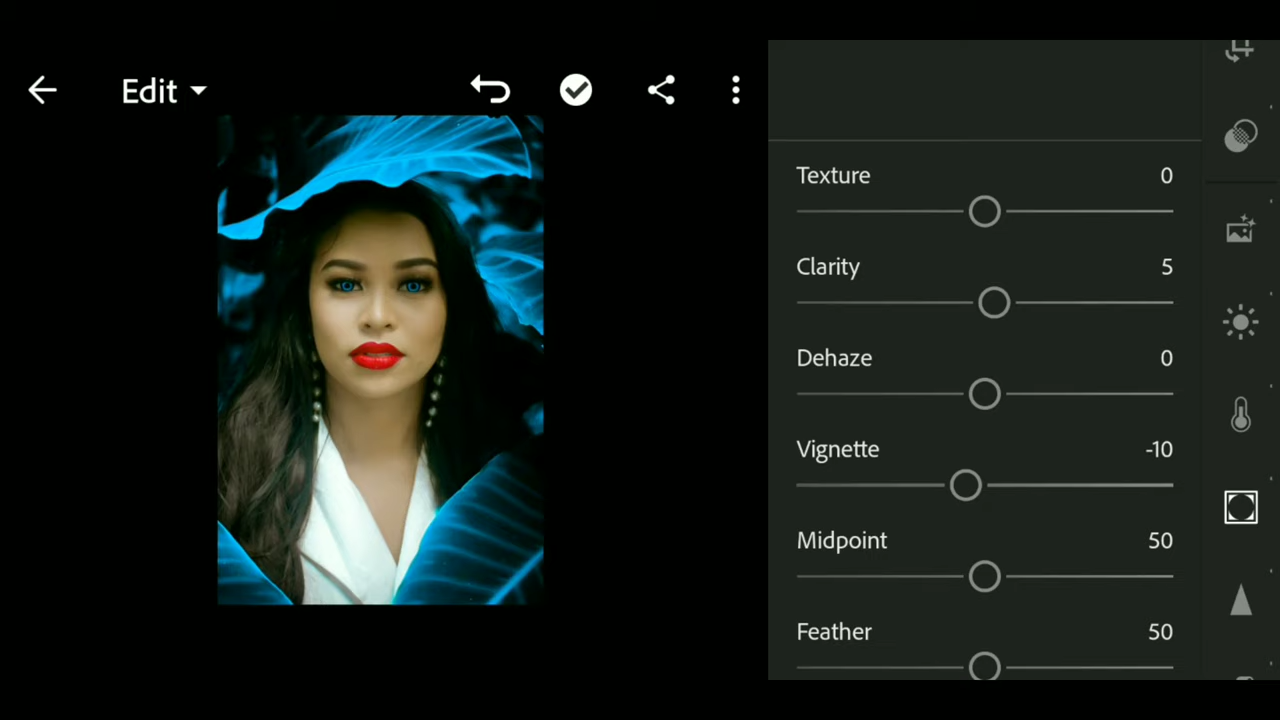 Edit
Texture 0
Clarity 5
Dehaze 0
Vignette -10
Midpoint 50
Feather 50